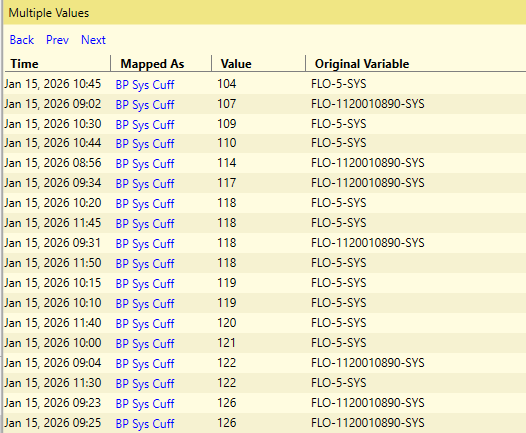 Multiple Values
Back Prev Next
Time Mapped As Value Original Variable
Jan 15, 2026 10:45 BP Sys Cuff 104 FLO-5-SYS
Jan 15, 2026 09:02 BP Sys Cuff 107 FLO-1120010890-SYS
Jan 15, 2026 10:30 BP Sys Cuff 109 FLO-5-SYS
Jan 15, 2026 10:44 BP Sys Cuff 110 FLO-5-SYS
Jan 15, 2026 08:56 BP Sys Cuff 114 FLO-1120010890-SYS
Jan 15, 2026 09:34 BP Sys Cuff 117 FLO-1120010890-SYS
Jan 15, 2026 10:20 BP Sys Cuff 118 FLO-5-SYS
Jan 15, 2026 11:45 BP Sys Cuff 118 FLO-5-SYS
Jan 15, 2026 09:31 BP Sys Cuff 118 FLO-1120010890-SYS
Jan 15, 2026 11:50 BP Sys Cuff 118 FLO-5-SYS
Jan 15, 2026 10:15 BP Sys Cuff 119 FLO-5-SYS
Jan 15, 2026 10:10 BP Sys Cuff 119 FLO-5-SYS
Jan 15, 2026 11:40 BP Sys Cuff 120 FLO-5-SYS
Jan 15, 2026 10:00 BP Sys Cuff 121 FLO-5-SYS
Jan 15, 2026 09:04 BP Sys Cuff 122 FLO-1120010890-SYS
Jan 15, 2026 11:30 BP Sys Cuff 122 FLO-5-SYS
Jan 15, 2026 09:23 BP Sys Cuff 126 FLO-1120010890-SYS
Jan 15, 2026 09:25 BP Sys Cuff 126 FLO-1120010890-SYS